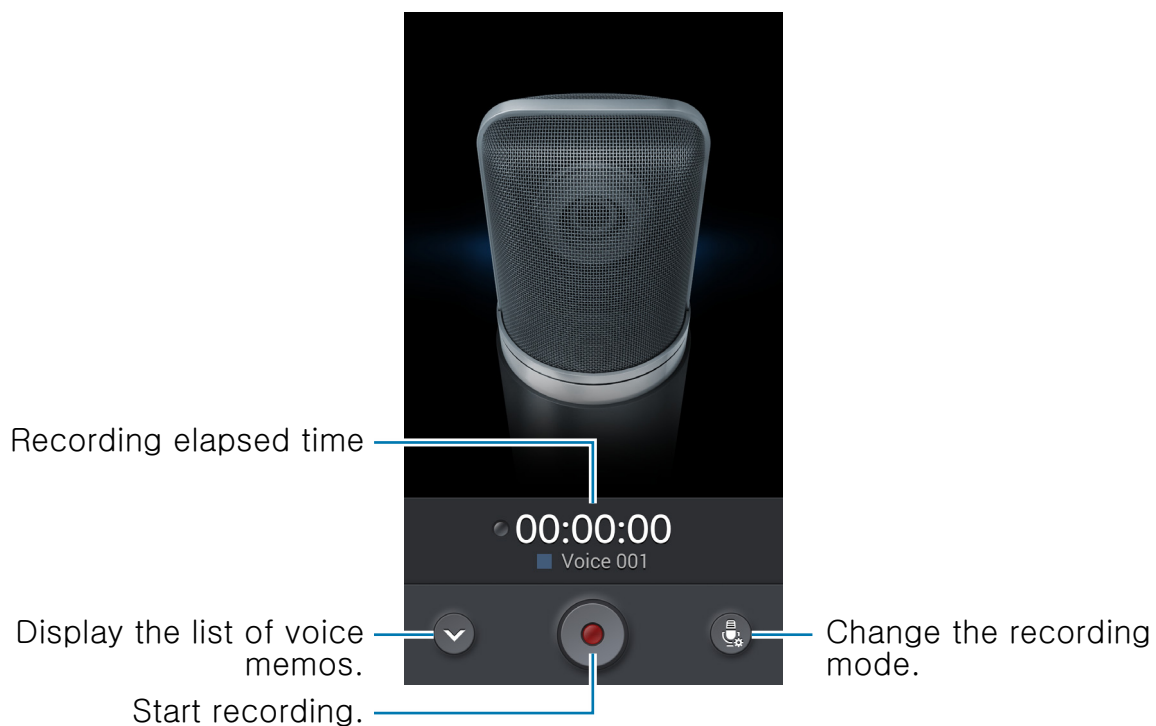 Recording elapsed time
00:00:00
Voice 001
Display the list of voice
memos.
Change the recording
mode.
Start recording.